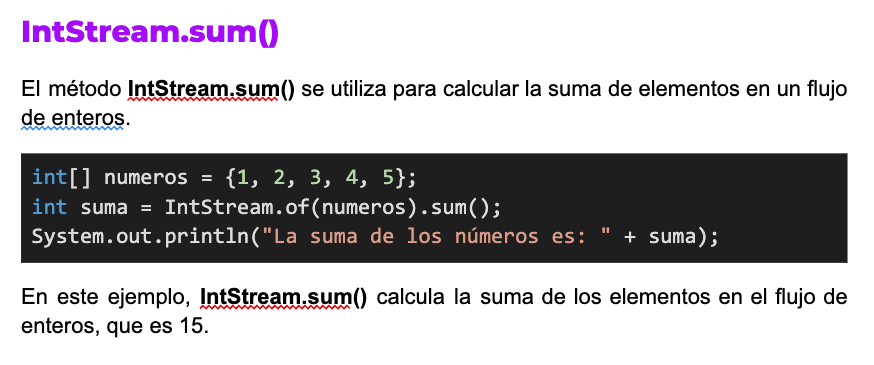 IntStream.sum()
El método IntStream.sum() se utiliza para calcular la suma de elementos en un flujo
de enteros.
int[] numeros = {1, 2, 3, 4, 5};
int suma = IntStream.of(numeros).sum();
System.out.println("La suma de los números es: " + suma);
En este ejemplo, IntStream.sum() calcula la suma de los elementos en el flujo de
enteros, que es 15.